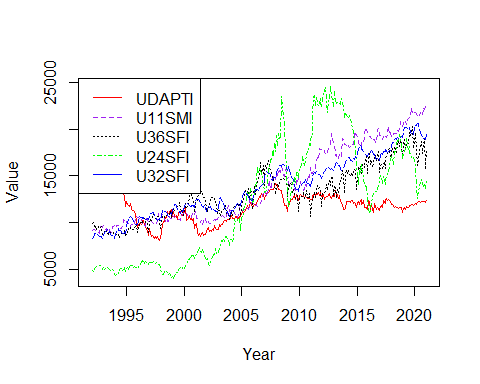 25000
15000
5000
Value
UDAPTI
U11SMI
U36SFI
U24SFI
U32SFI
1995 2000 2005 2010 2015 2020
Year